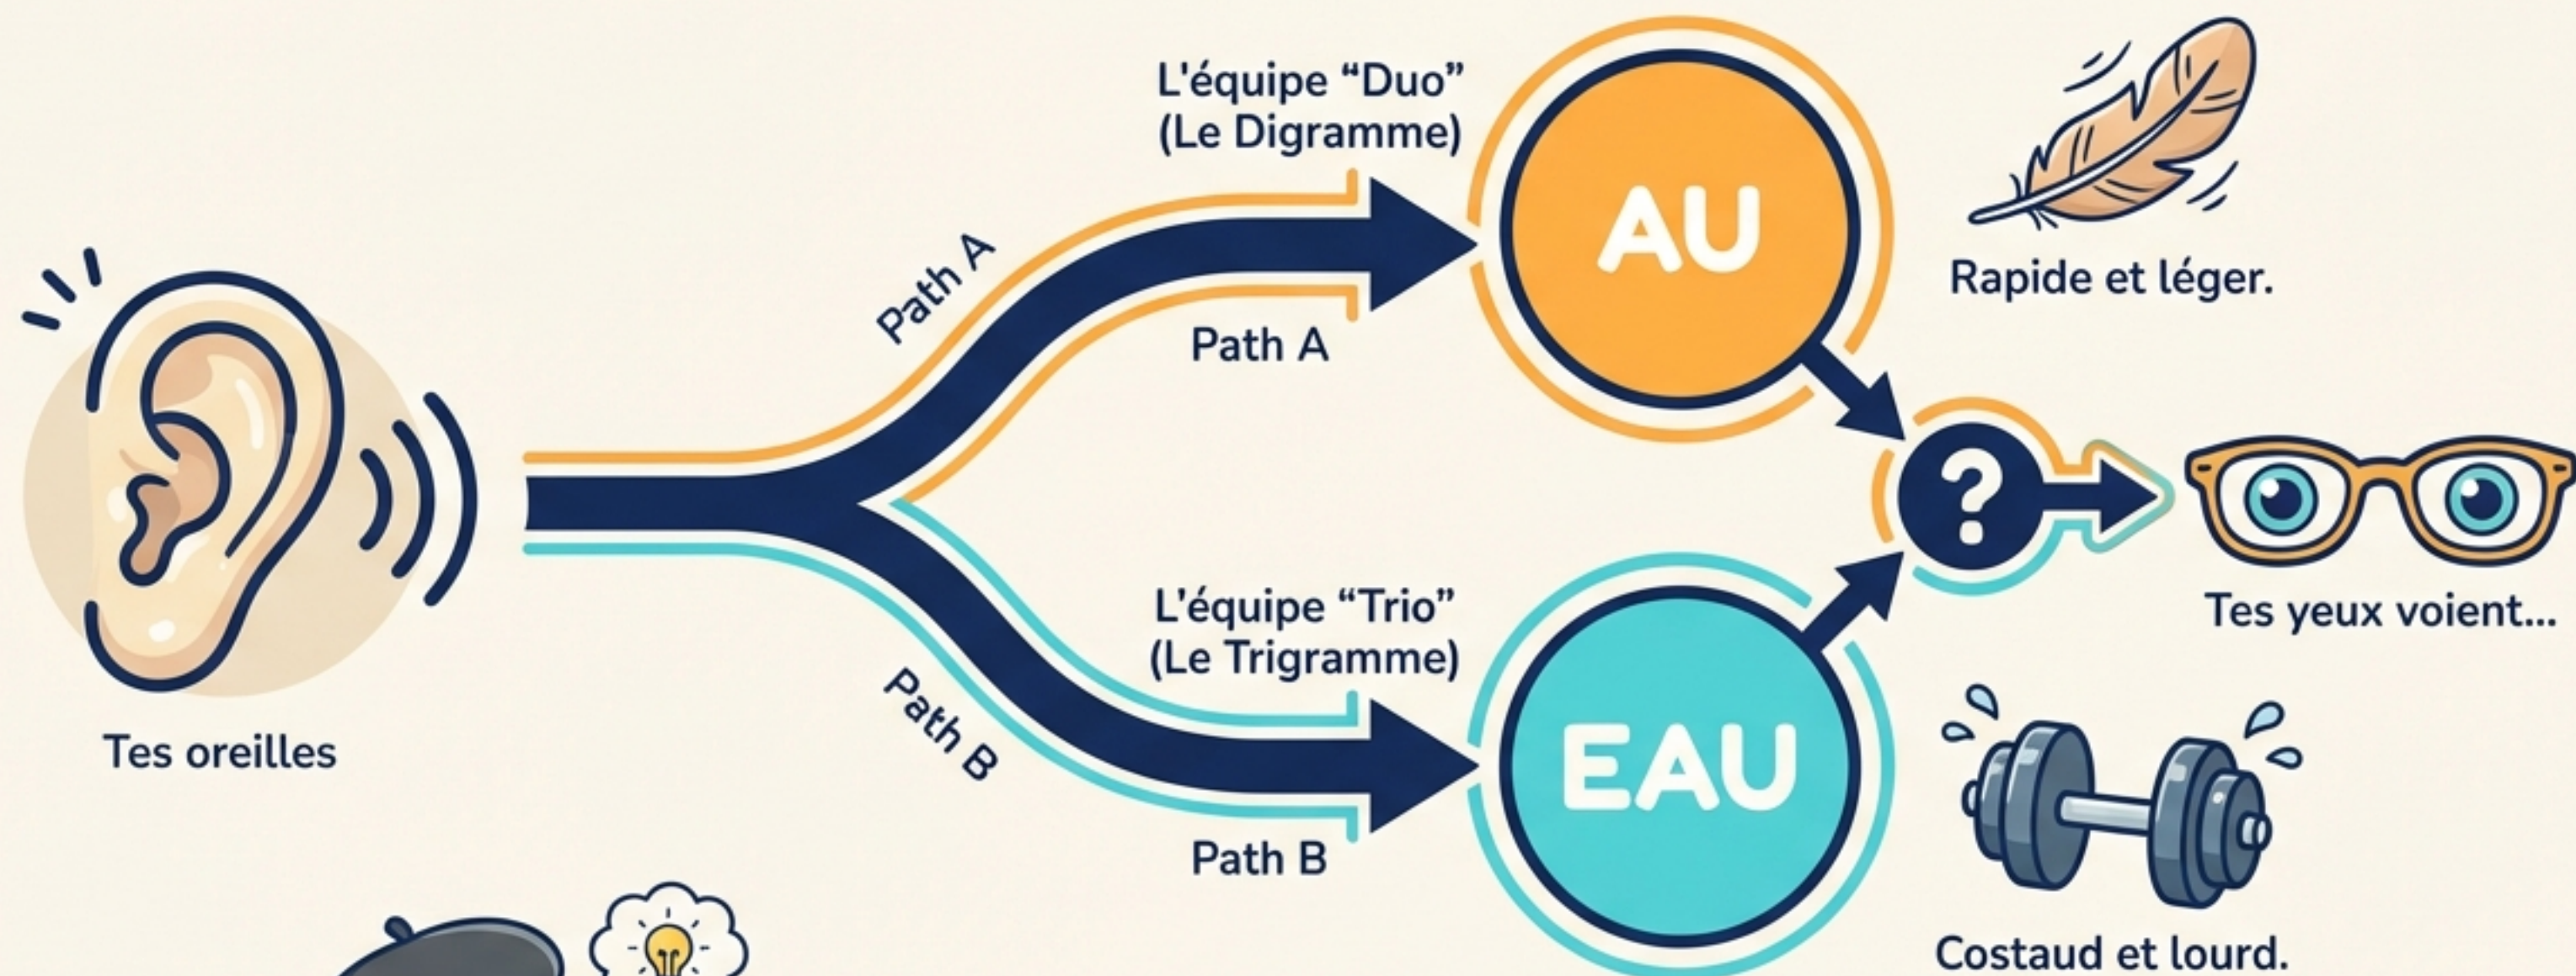 L'équipe “Duo”
(Le Digramme)
AU
Rapide et léger.
Path A
Path A
?
Tes yeux voient...
Tes oreilles
L'équipe “Trio”
(Le Trigramme)
Path B
EAU
Path B
Costaud et lourd.